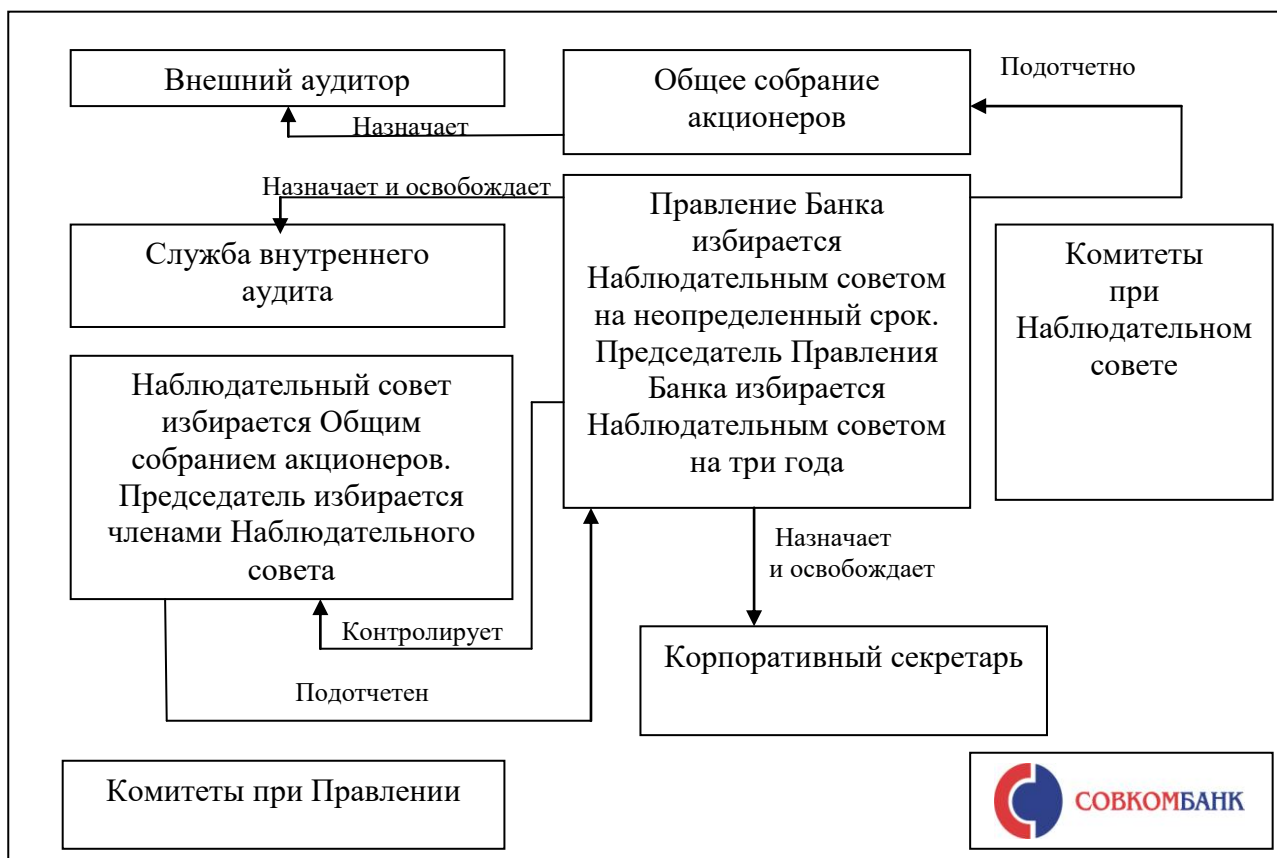 Внешний аудитор
Общее собрание
акционеров
Подотчетно
Назначает
Назначает и освобождает
Правление Банка
избирается
Наблюдательным советом
на неопределенный срок.
Председатель Правления
Банка избирается
Наблюдательным советом
на три года
Служба внутреннего
аудита
Комитеты
при
Наблюдательном
совете
Наблюдательный совет
избирается Общим
собранием акционеров.
Председатель избирается
членами Наблюдательного
совета
Назначает
и освобождает
Контролирует
Корпоративный секретарь
Подотчетен
Комитеты при Правлении
СОВКОМБАНК